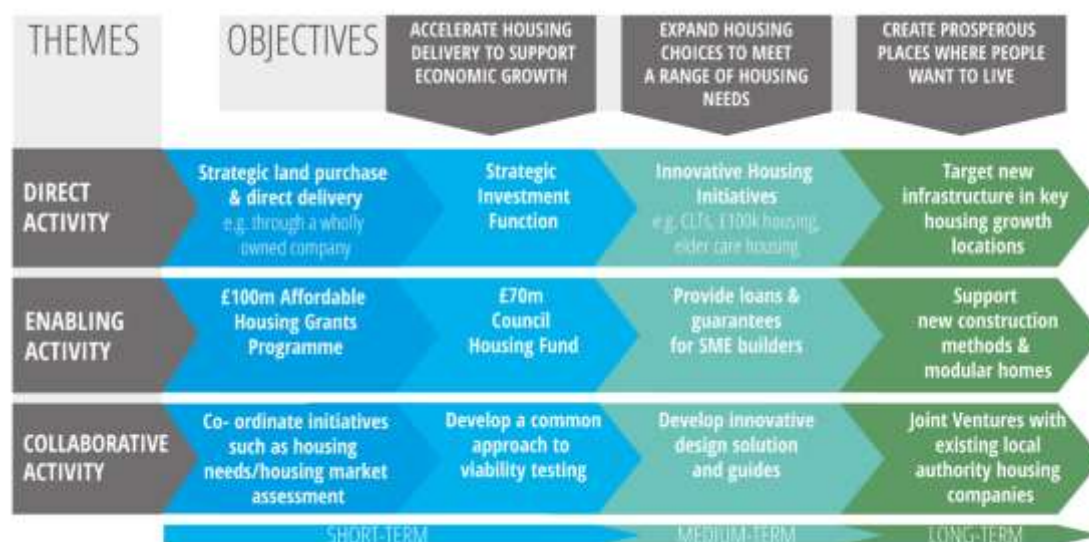 THEMES
OBJECTIVES
ACCELERATE HOUSING
DELIVERY TO SUPPORT
ECONOMIC GROWTH
EXPAND HOUSING
CHOICES TO MEET
A RANGE OF HOUSING
NEEDS
CREATE PROSPEROUS
PLACES WHERE PEOPLE
WANT TO LIVE
DIRECT
ACTIVITY
Strategic land purchase
& direct delivery
e.g. through a wholly
owned company
Strategic
Investment
Function
Innovative Housing
Initiatives
e.g. CLTs, £100k housing,
elder care housing
Target new
infrastructure in key
housing growth
locations
ENABLING
ACTIVITY
£100m Affordable
Housing Grants
Programme
£70m
Council
Housing Fund
Provide loans &
guarantees
for SME builders
Support
new construction
methods &
modular homes
COLLABORATIVE
ACTIVITY
Co- ordinate initiatives
such as housing
needs/housing market
assessment
Develop a common
approach to
viability testing
Develop innovative
design solution
and guides
Joint Ventures with
existing local
authority housing
companies
SHORT-TERM
MEDIUM-TERM
LONG-TERM